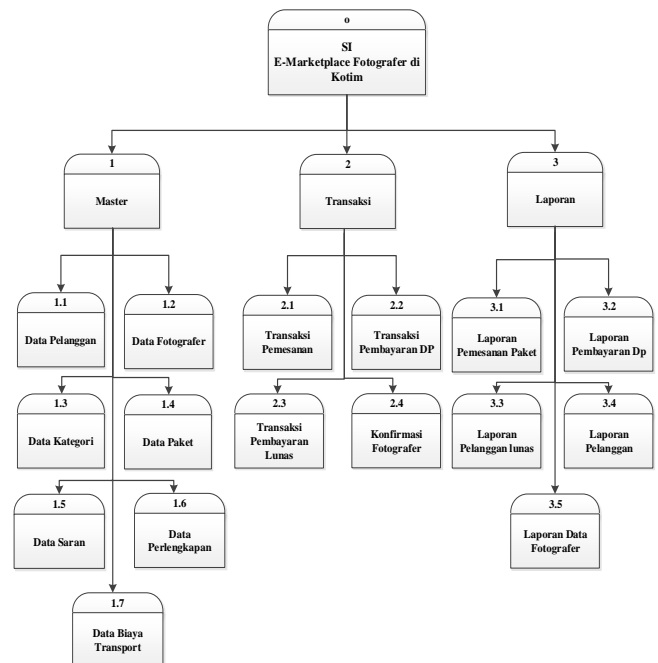 o
SI
E-Marketplace Fotografer di
Kotim
1
Master
2
Transaksi
3
Laporan
1.1
Data Pelanggan
1.2
Data Fotografer
2.1
Transaksi
Pemesanan
2.2
Transaksi
Pembayaran DP
3.1
Laporan
Pemesanan Paket
3.2
Laporan
Pembayaran Dp
1.3
Data Kategori
1.4
Data Paket
2.3
Transaksi
Pembayaran
Lunas
2.4
Konfirmasi
Fotografer
3.3
Laporan
Pelanggan lunas
3.4
Laporan
Pelanggan
1.5
Data Saran
1.6
Data
Perlengkapan
3.5
Laporan Data
Fotografer
1.7
Data Biaya
Transport